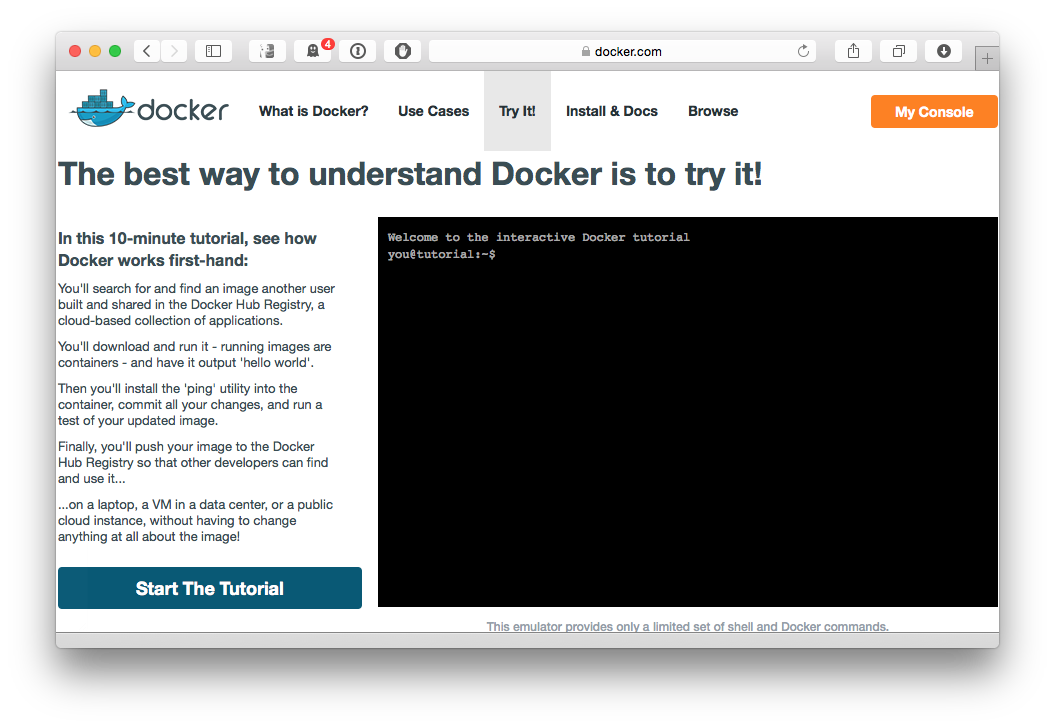 4
docker.com
docker
What is Docker?
Use Cases
Try It!
Install & Docs
Browse
My Console
The best way to understand Docker is to try it!
In this 10-minute tutorial, see how
Docker works first-hand:
You'll search for and find an image another user
built and shared in the Docker Hub Registry, a
cloud-based collection of applications.
You'll download and run it - running images are
containers - and have it output 'hello world'.
Then you'll install the 'ping' utility into the
container, commit all your changes, and run a
test of your updated image.
Finally, you'll push your image to the Docker
Hub Registry so that other developers can find
and use it...
...on a laptop, a VM in a data center, or a public
cloud instance, without having to change
anything at all about the image!
Start The Tutorial
Welcome to the interactive Docker tutorial
you@tutorial:~$
This emulator provides only a limited set of shell and Docker commands.